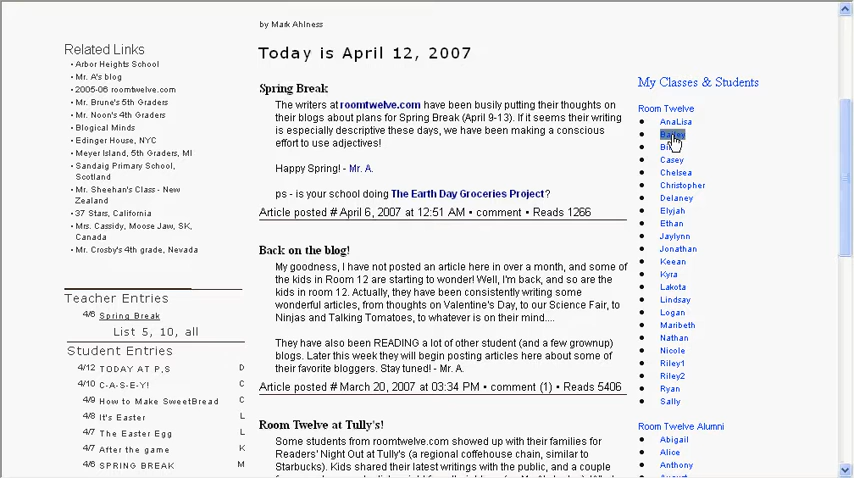 by Mark Ahlness
Related Links
• Arbor Heights School
• Mr. A's blog
• 2005-06 roomtwelve.com
• Mr. Brune's 5th Graders
• Mr. Noon's 4th Graders
• Blogical Minds
• Edinger House, NYC
• Meyer Island, 5th Graders, MI
• Sandaig Primary School,
Scotland
• Mr. Sheehan's Class - New
Zealand
• 37 Stars, California
• Mrs. Cassidy, Moose Jaw, SK,
Canada
• Mr. Crosby's 4th grade, Nevada
Teacher Entries
4/6 Spring Break
List 5, 10, all
Student Entries
4/12 TODAY AT P,S D
4/10 C-A-S-E-Y! C
4/9 How to Make SweetBread C
4/8 It's Easter L
4/7 The Easter Egg L
4/7 After the game K
4/6 SPRING BREAK M
Today is April 12, 2007
Spring Break
The writers at roomtwelve.com have been busily putting their thoughts on
their blogs about plans for Spring Break (April 9-13). If it seems their writing
is especially descriptive these days, we have been making a conscious
effort to use adjectives!
Happy Spring! - Mr. A.
ps - is your school doing The Earth Day Groceries Project?
Article posted # April 6, 2007 at 12:51 AM • comment • Reads 1266
Back on the blog!
My goodness, I have not posted an article here in over a month, and some of
the kids in Room 12 are starting to wonder! Well, I'm back, and so are the
kids in room 12. Actually, they have been consistently writing some
wonderful articles, from thoughts on Valentine's Day, to our Science Fair, to
Ninjas and Talking Tomatoes, to whatever is on their mind....
They have also been READING a lot of other student (and a few grownup)
blogs. Later this week they will begin posting articles here about some of
their favorite bloggers. Stay tuned! - Mr. A.
Article posted # March 20, 2007 at 03:34 PM • comment (1) • Reads 5406
Room Twelve at Tully's!
Some students from roomtwelve.com showed up with their families for
Readers' Night Out at Tully's (a regional coffehouse chain, similar to
Starbucks). Kids shared their latest writings with the public, and a couple
My Classes & Students
Room Twelve
• AnaLisa
• Bailey
•
• Casey
• Chelsea
• Christopher
• Delaney
• Elyjah
• Ethan
• Jaylynn
• Jonathan
• Keean
• Kyra
• Lakota
• Lindsay
• Logan
• Maribeth
• Nathan
• Nicole
• Riley1
• Riley2
• Ryan
• Sally
Room Twelve Alumni
• Abigail
• Alice
• Anthony
• August